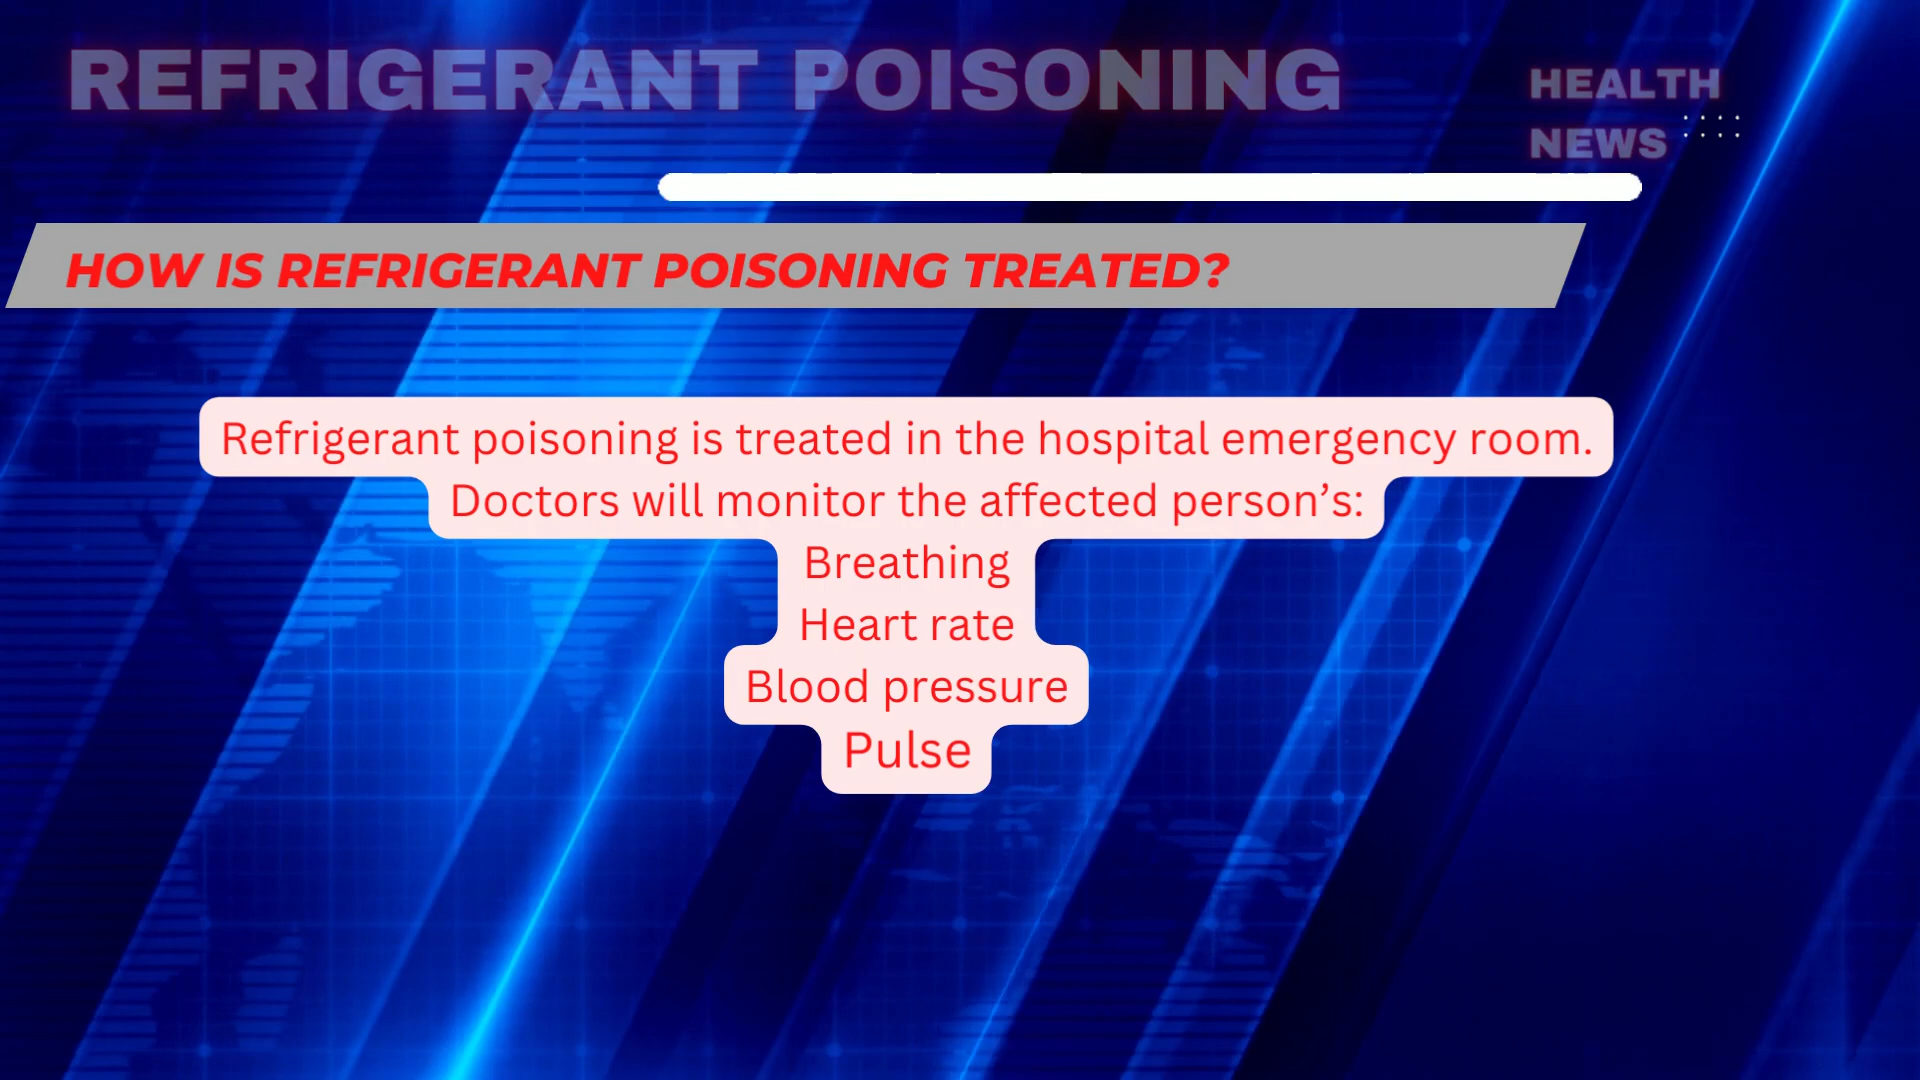 REFRIGERANT POISONING
HEALTH
NEWS
HOW IS REFRIGERANT POISONING TREATED?
Refrigerant poisoning is treated in the hospital emergency room.
Doctors will monitor the affected person’s:
Breathing
Heart rate
Blood pressure
Pulse